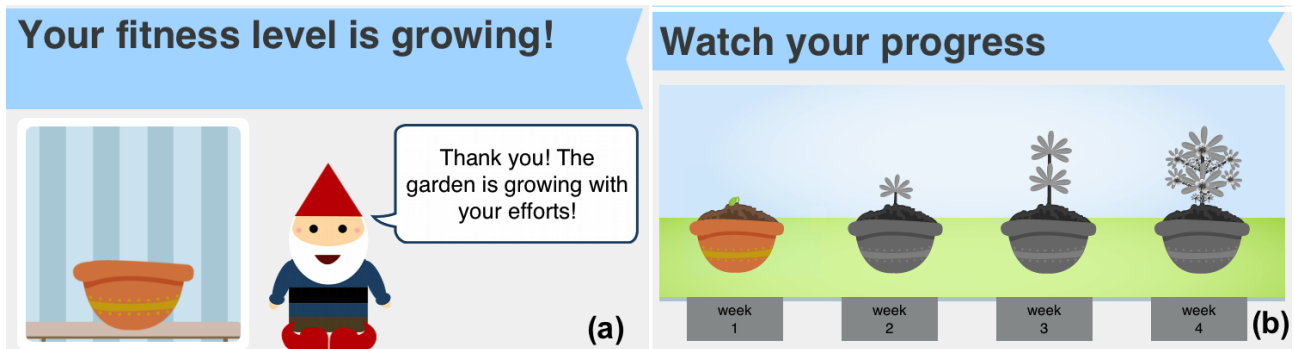 Your fitness level is growing!
Thank you! The
garden is growing with
your efforts!
(a)
Watch your progress
week
1
week
2
week
3
week
4
(b)